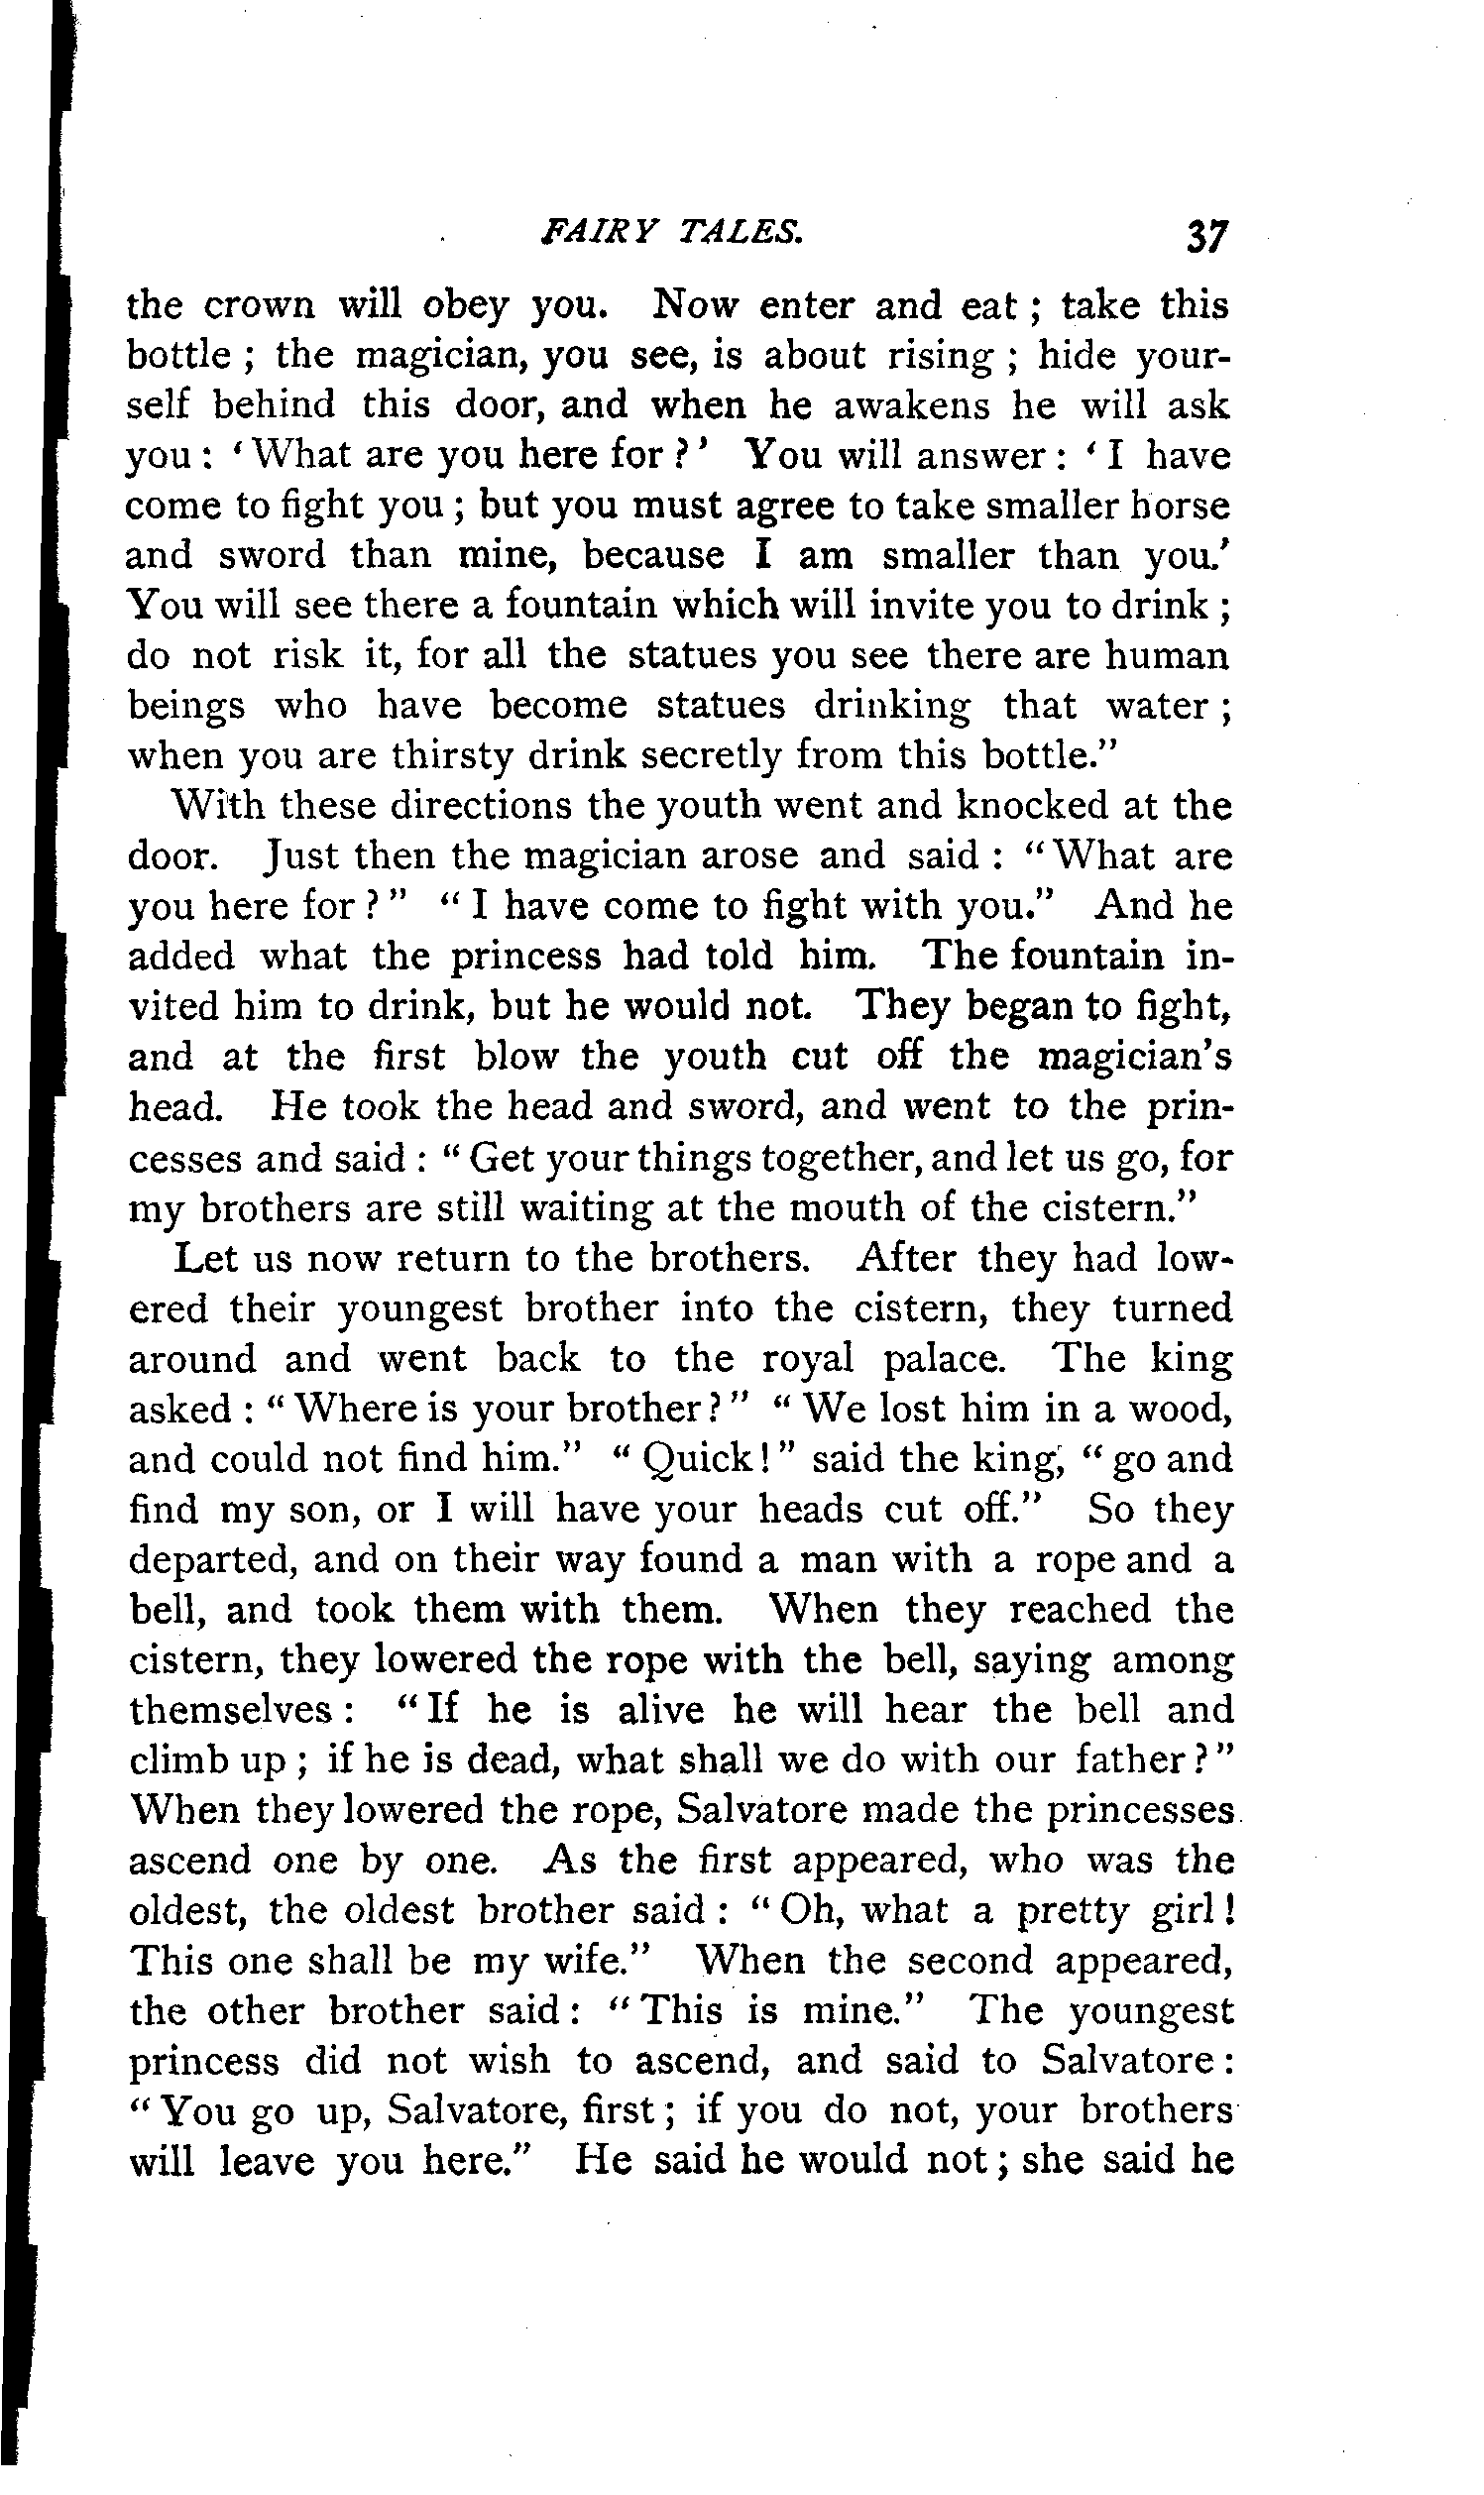 FAIRY TALES. 37
the crown will obey you. Now enter and eat ; take this
bottle ; the magician, you see, is about rising ; hide your-
self behind this door, and when he awakens he will ask
you : ‘ What are you here for ? ’ You will answer : ‘ I have
come to fight you ; but you must agree to take smaller horse
and sword than mine, because I am smaller than you.’
You will see there a fountain which will invite you to drink ;
do not risk it, for all the statues you see there are human
beings who have become statues drinking that water ;
when you are thirsty drink secretly from this bottle.”
With these directions the youth went and knocked at the
door. Just then the magician arose and said : “ What are
you here for ? ” “ I have come to fight with you.” And he
added what the princess had told him. The fountain in-
vited him to drink, but he would not. They began to fight,
and at the first blow the youth cut off the magician’s
head. He took the head and sword, and went to the prin-
cesses and said : “ Get your things together, and let us go, for
my brothers are still waiting at the mouth of the cistern.”
Let us now return to the brothers. After they had low-
ered their youngest brother into the cistern, they turned
around and went back to the royal palace. The king
asked : “ Where is your brother ? ” “ We lost him in a wood,
and could not find him.” “ Quick ! ” said the king, “ go and
find my son, or I will have your heads cut off.” So they
departed, and on their way found a man with a rope and a
bell, and took them with them. When they reached the
cistern, they lowered the rope with the bell, saying among
themselves : “ If he is alive he will hear the bell and
climb up ; if he is dead, what shall we do with our father ? ”
When they lowered the rope, Salvatore made the princesses
ascend one by one. As the first appeared, who was the
oldest, the oldest brother said : “ Oh, what a pretty girl !
This one shall be my wife.” When the second appeared,
the other brother said : “ This is mine.” The youngest
princess did not wish to ascend, and said to Salvatore :
“ You go up, Salvatore, first ; if you do not, your brothers
will leave you here.” He said he would not ; she said he